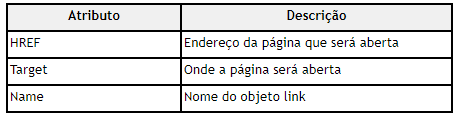 Atributo Descrição
HREF Endereço da página que será aberta
Target Onde a página será aberta
Name Nome do objeto link